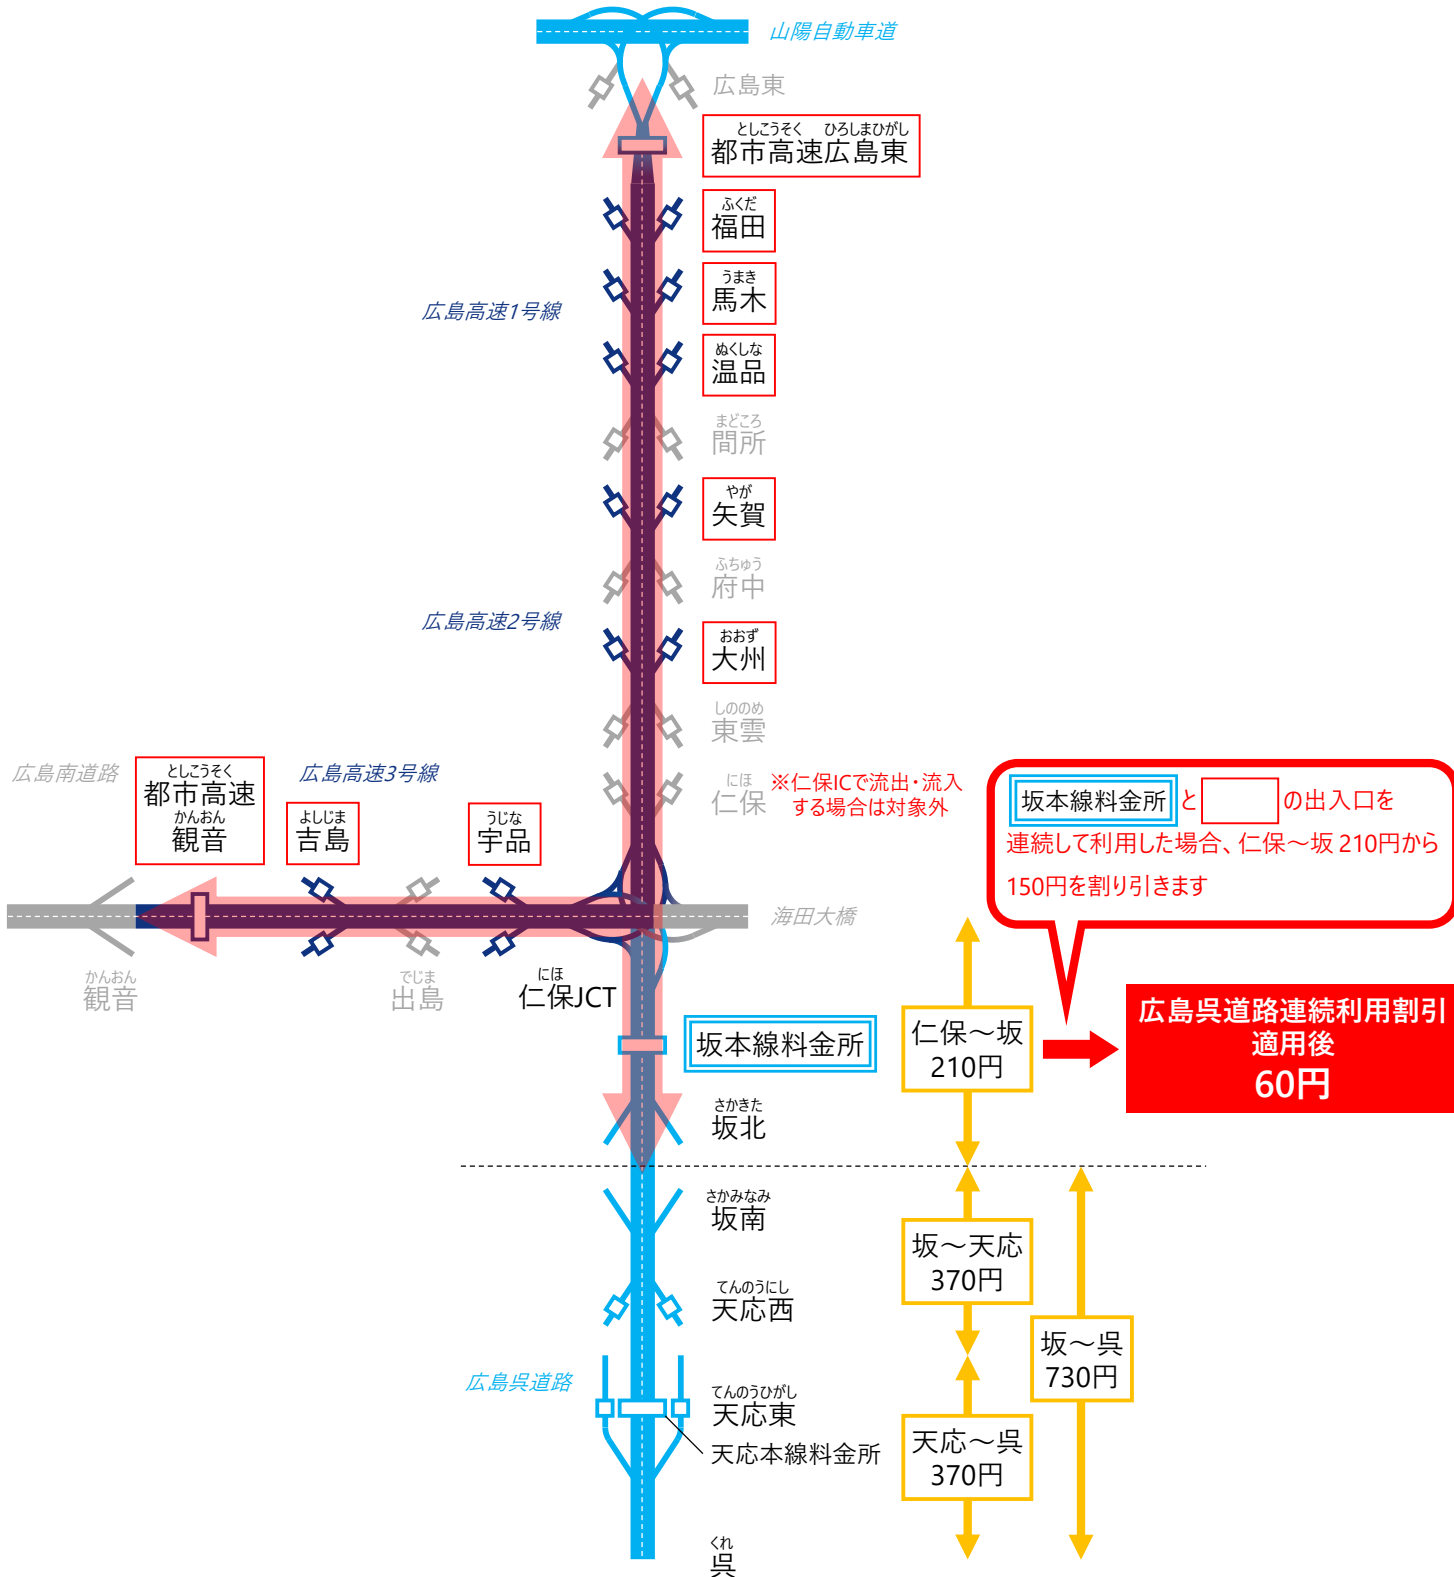 山陽自動車道
広島東
としこうそく ひろしまひがし
都市高速広島東
ふくだ
福田
うまき
馬木
広島高速1号線
ぬくしな
温品
まどころ
間所
やが
矢賀
ふちゅう
府中
広島高速2号線
おおず
大州
しののめ
東雲
にほ
仁保
※仁保ICで流出・流入
する場合は対象外
広島南道路
としこうそく
都市高速
かんおん
観音
広島高速3号線
よしじま
吉島
うじな
宇品
坂本線料金所 と の出入口を
連続して利用した場合、仁保～坂 210円から
150円を割り引きます
海田大橋
かんおん
観音
でじま
出島
にほ
仁保JCT
坂本線料金所
仁保～坂
210円
広島呉道路連続利用割引
適用後
60円
さかきた
坂北
さかみなみ
坂南
坂～天応
370円
てんのうにし
天応西
坂～呉
730円
広島呉道路
てんのうひがし
天応東
天応本線料金所
天応～呉
370円
くれ
呉